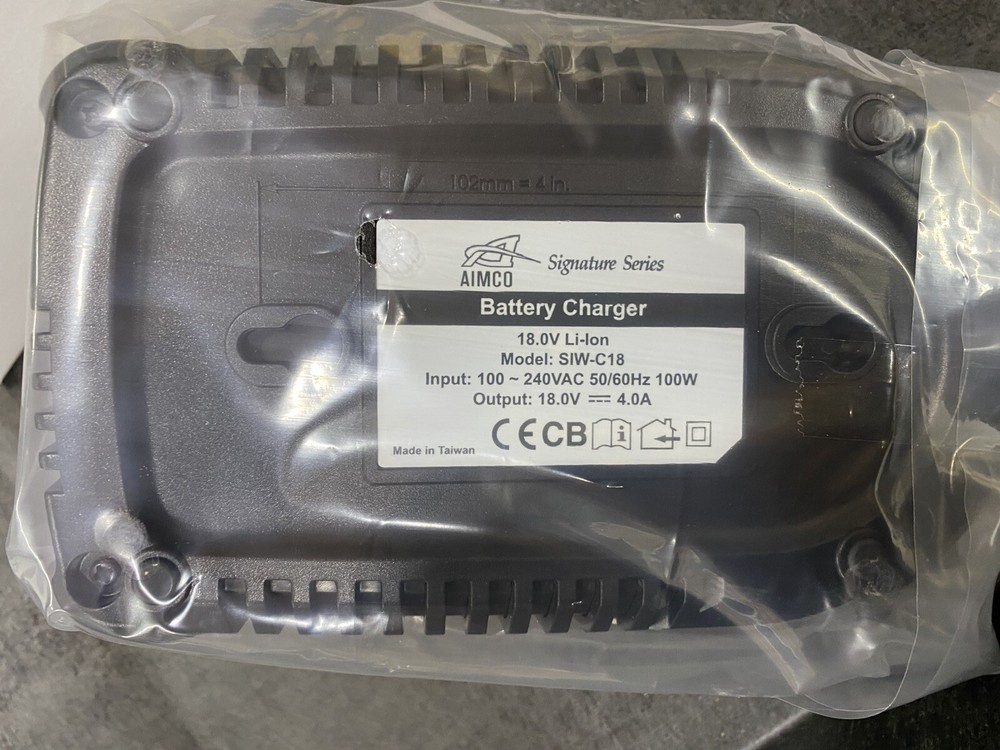 102mm = 4 in.
AIMCO
Signature Series
Battery Charger
18.0V Li-Ion
Model: SIW-C18
Input: 100 ~ 240VAC 50/60Hz 100W
Output: 18.0V ⎓ 4.0A
CE CB i
Made in Taiwan